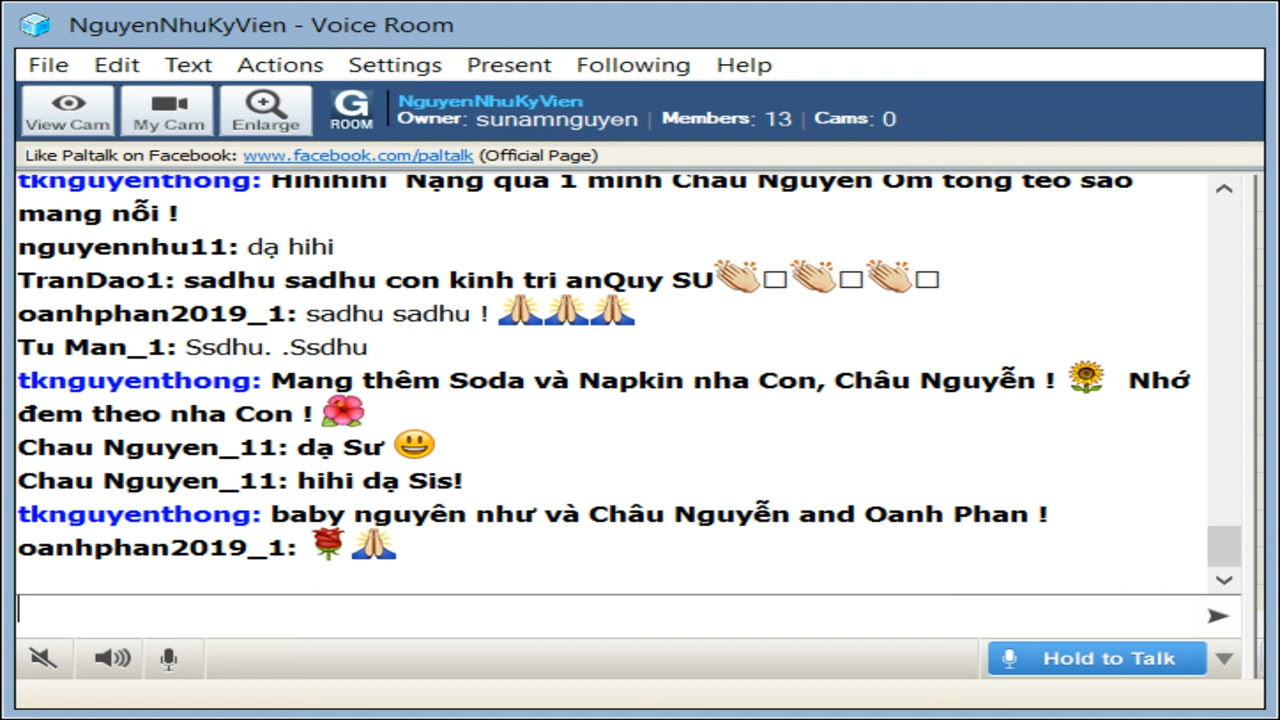 NguyenNhuKyVien - Voice Room
File Edit Text Actions Settings Present Following Help
View Cam My Cam Enlarge G ROOM
NguyenNhuKyVien
Owner: sunamnguyen | Members: 13 | Cams: 0
Like Paltalk on Facebook: www.facebook.com/paltalk (Official Page)
tknguyenthong: Hihihihi Nặng quá 1 mình Châu Nguyễn Ốm tong teo sao
mang nỗi !
nguyennhu11: dạ hihi
TranDao1: sadhu sadhu con kinh tri anQuy SU👏□👏□👏□
oanhphan2019_1: sadhu sadhu ! 🙏🙏🙏
Tu Man_1: Ssdhu. .Ssdhu
tknguyenthong: Mang thêm Soda và Napkin nha Con, Châu Nguyễn ! 🌻 Nhớ
đem theo nha Con ! 🌺
Chau Nguyen_11: dạ Sư 😃
Chau Nguyen_11: hihi dạ Sis!
tknguyenthong: baby nguyên như và Châu Nguyễn and Oanh Phan !
oanhphan2019_1: 🌹🙏
Hold to Talk